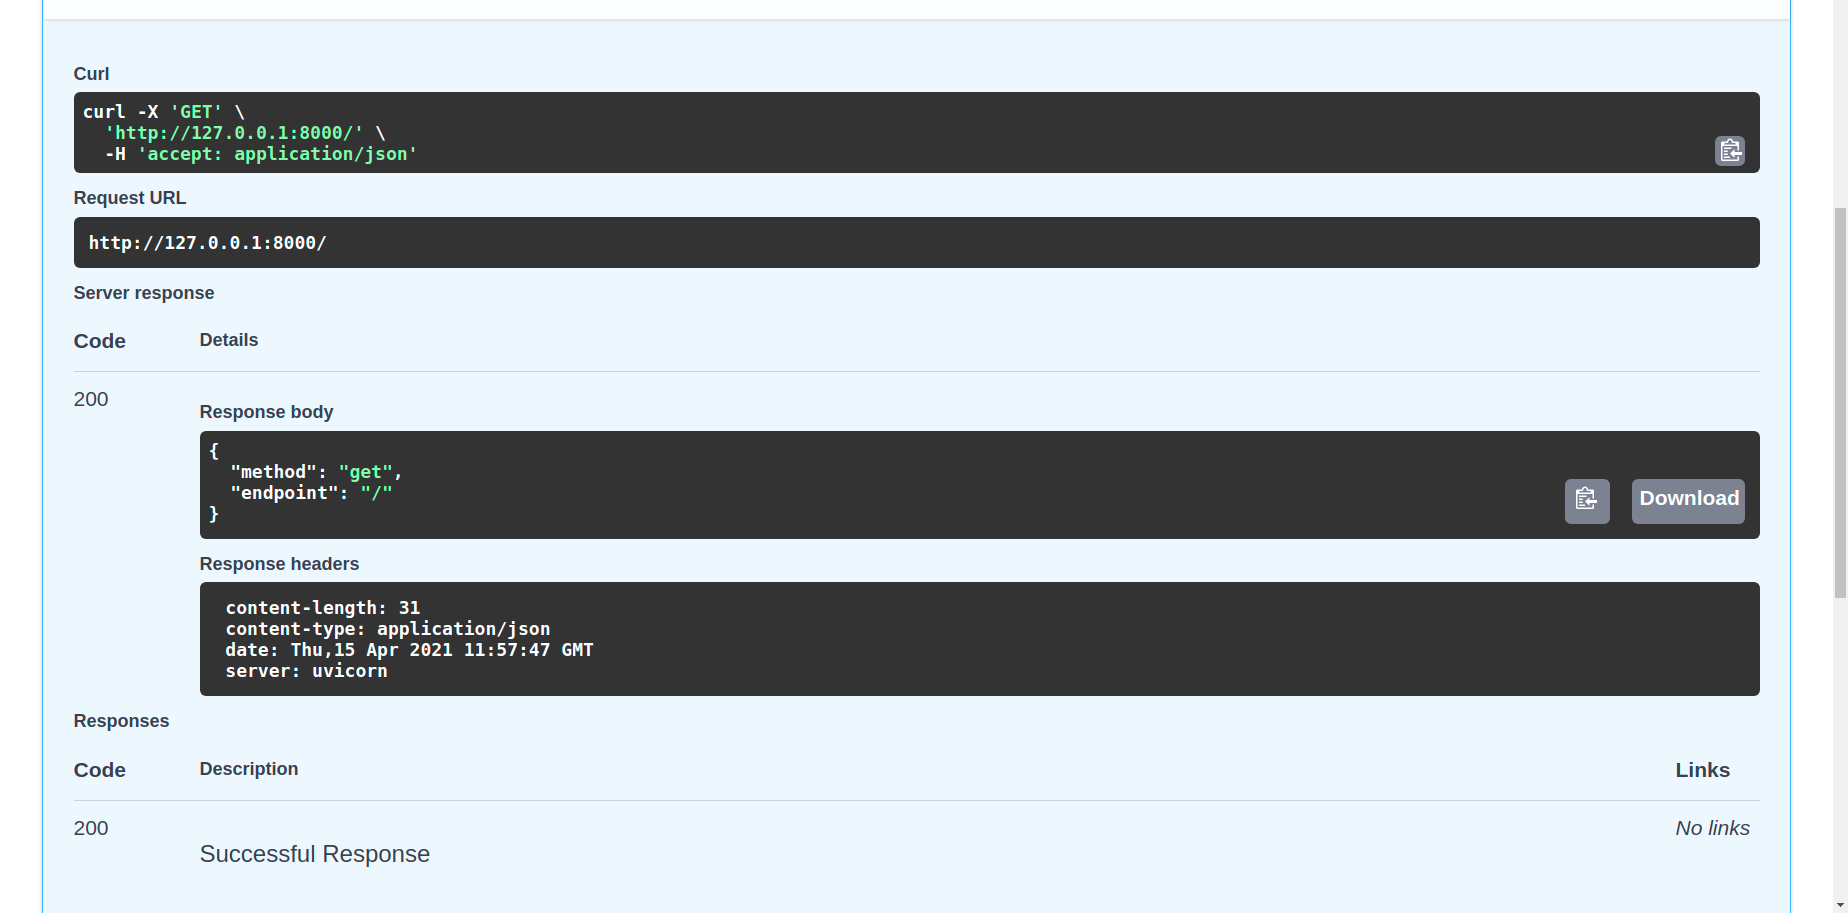 Curl
curl -X 'GET' \
  'http://127.0.0.1:8000/' \
  -H 'accept: application/json'
Request URL
http://127.0.0.1:8000/
Server response
Code Details
200
Response body
{
  "method": "get",
  "endpoint": "/"
}
Download
Response headers
content-length: 31
content-type: application/json
date: Thu,15 Apr 2021 11:57:47 GMT
server: uvicorn
Responses
Code Description Links
200 No links
Successful Response